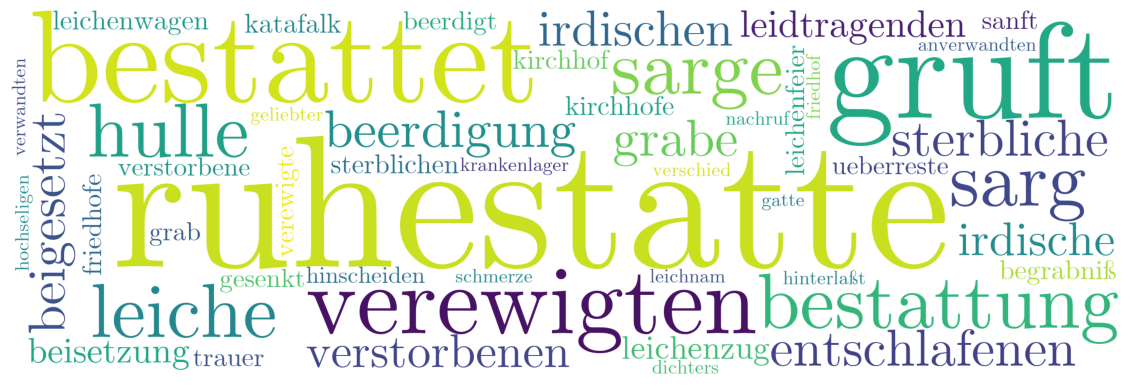 leichenwagen
katafalk
beerdigt
irdischen
leidtragenden
sanft
anverwandten
bestattet
kirchhof
sarge
leichenfeier
friedhof
gruft
verwandten
geliebter
kirchhofe
nachruf
hulle
beerdigung
grabe
sterbliche
beigesetzt
verstorbene
verewigte
sterblichen
krankenlager
verschied
ueberreste
sarg
hochseligen
friedhofe
grab
ruhestatte
gatte
irdische
gesenkt
hinscheiden
schmerze
leichnam
hinterlaßt
begrabniß
leiche
verewigten
bestattung
beisetzung
trauer
verstorbenen
leichenzug
entschlafenen
dichters